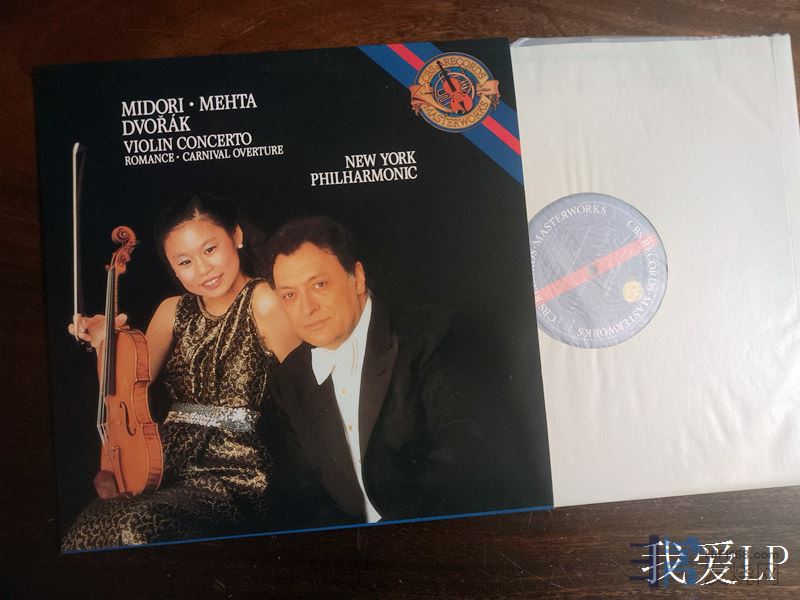 MIDORI · MEHTA
DVOŘÁK
VIOLIN CONCERTO
ROMANCE · CARNIVAL OVERTURE
NEW YORK
PHILHARMONIC
CBS RECORDS
MASTERWORKS
CBS RECORDS MASTERWORKS
MASTERWORKS
我爱LP